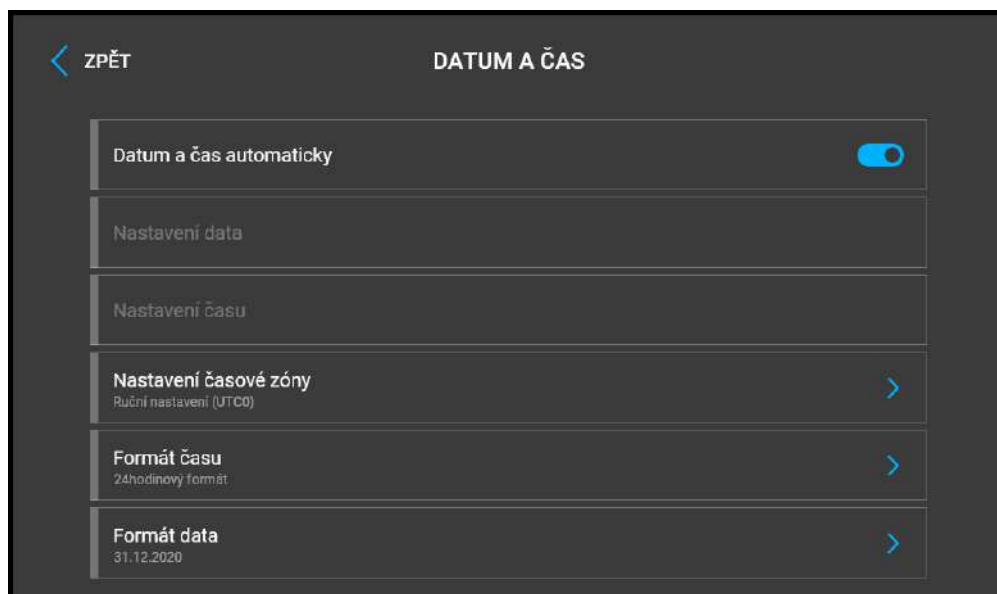 ZPĚT
DATUM A ČAS
Datum a čas automaticky
Nastavení data
Nastavení času
Nastavení časové zóny
Ruční nastavení (UTC0)
Formát času
24hodinový formát
Formát data
31.12.2020